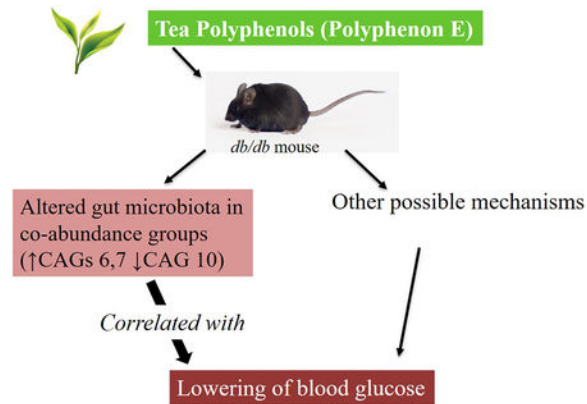 Tea Polyphenols (Polyphenon E)
db/db mouse
Altered gut microbiota in
co-abundance groups
(↑CAGs 6,7 ↓CAG 10)
Other possible mechanisms
Correlated with
Lowering of blood glucose